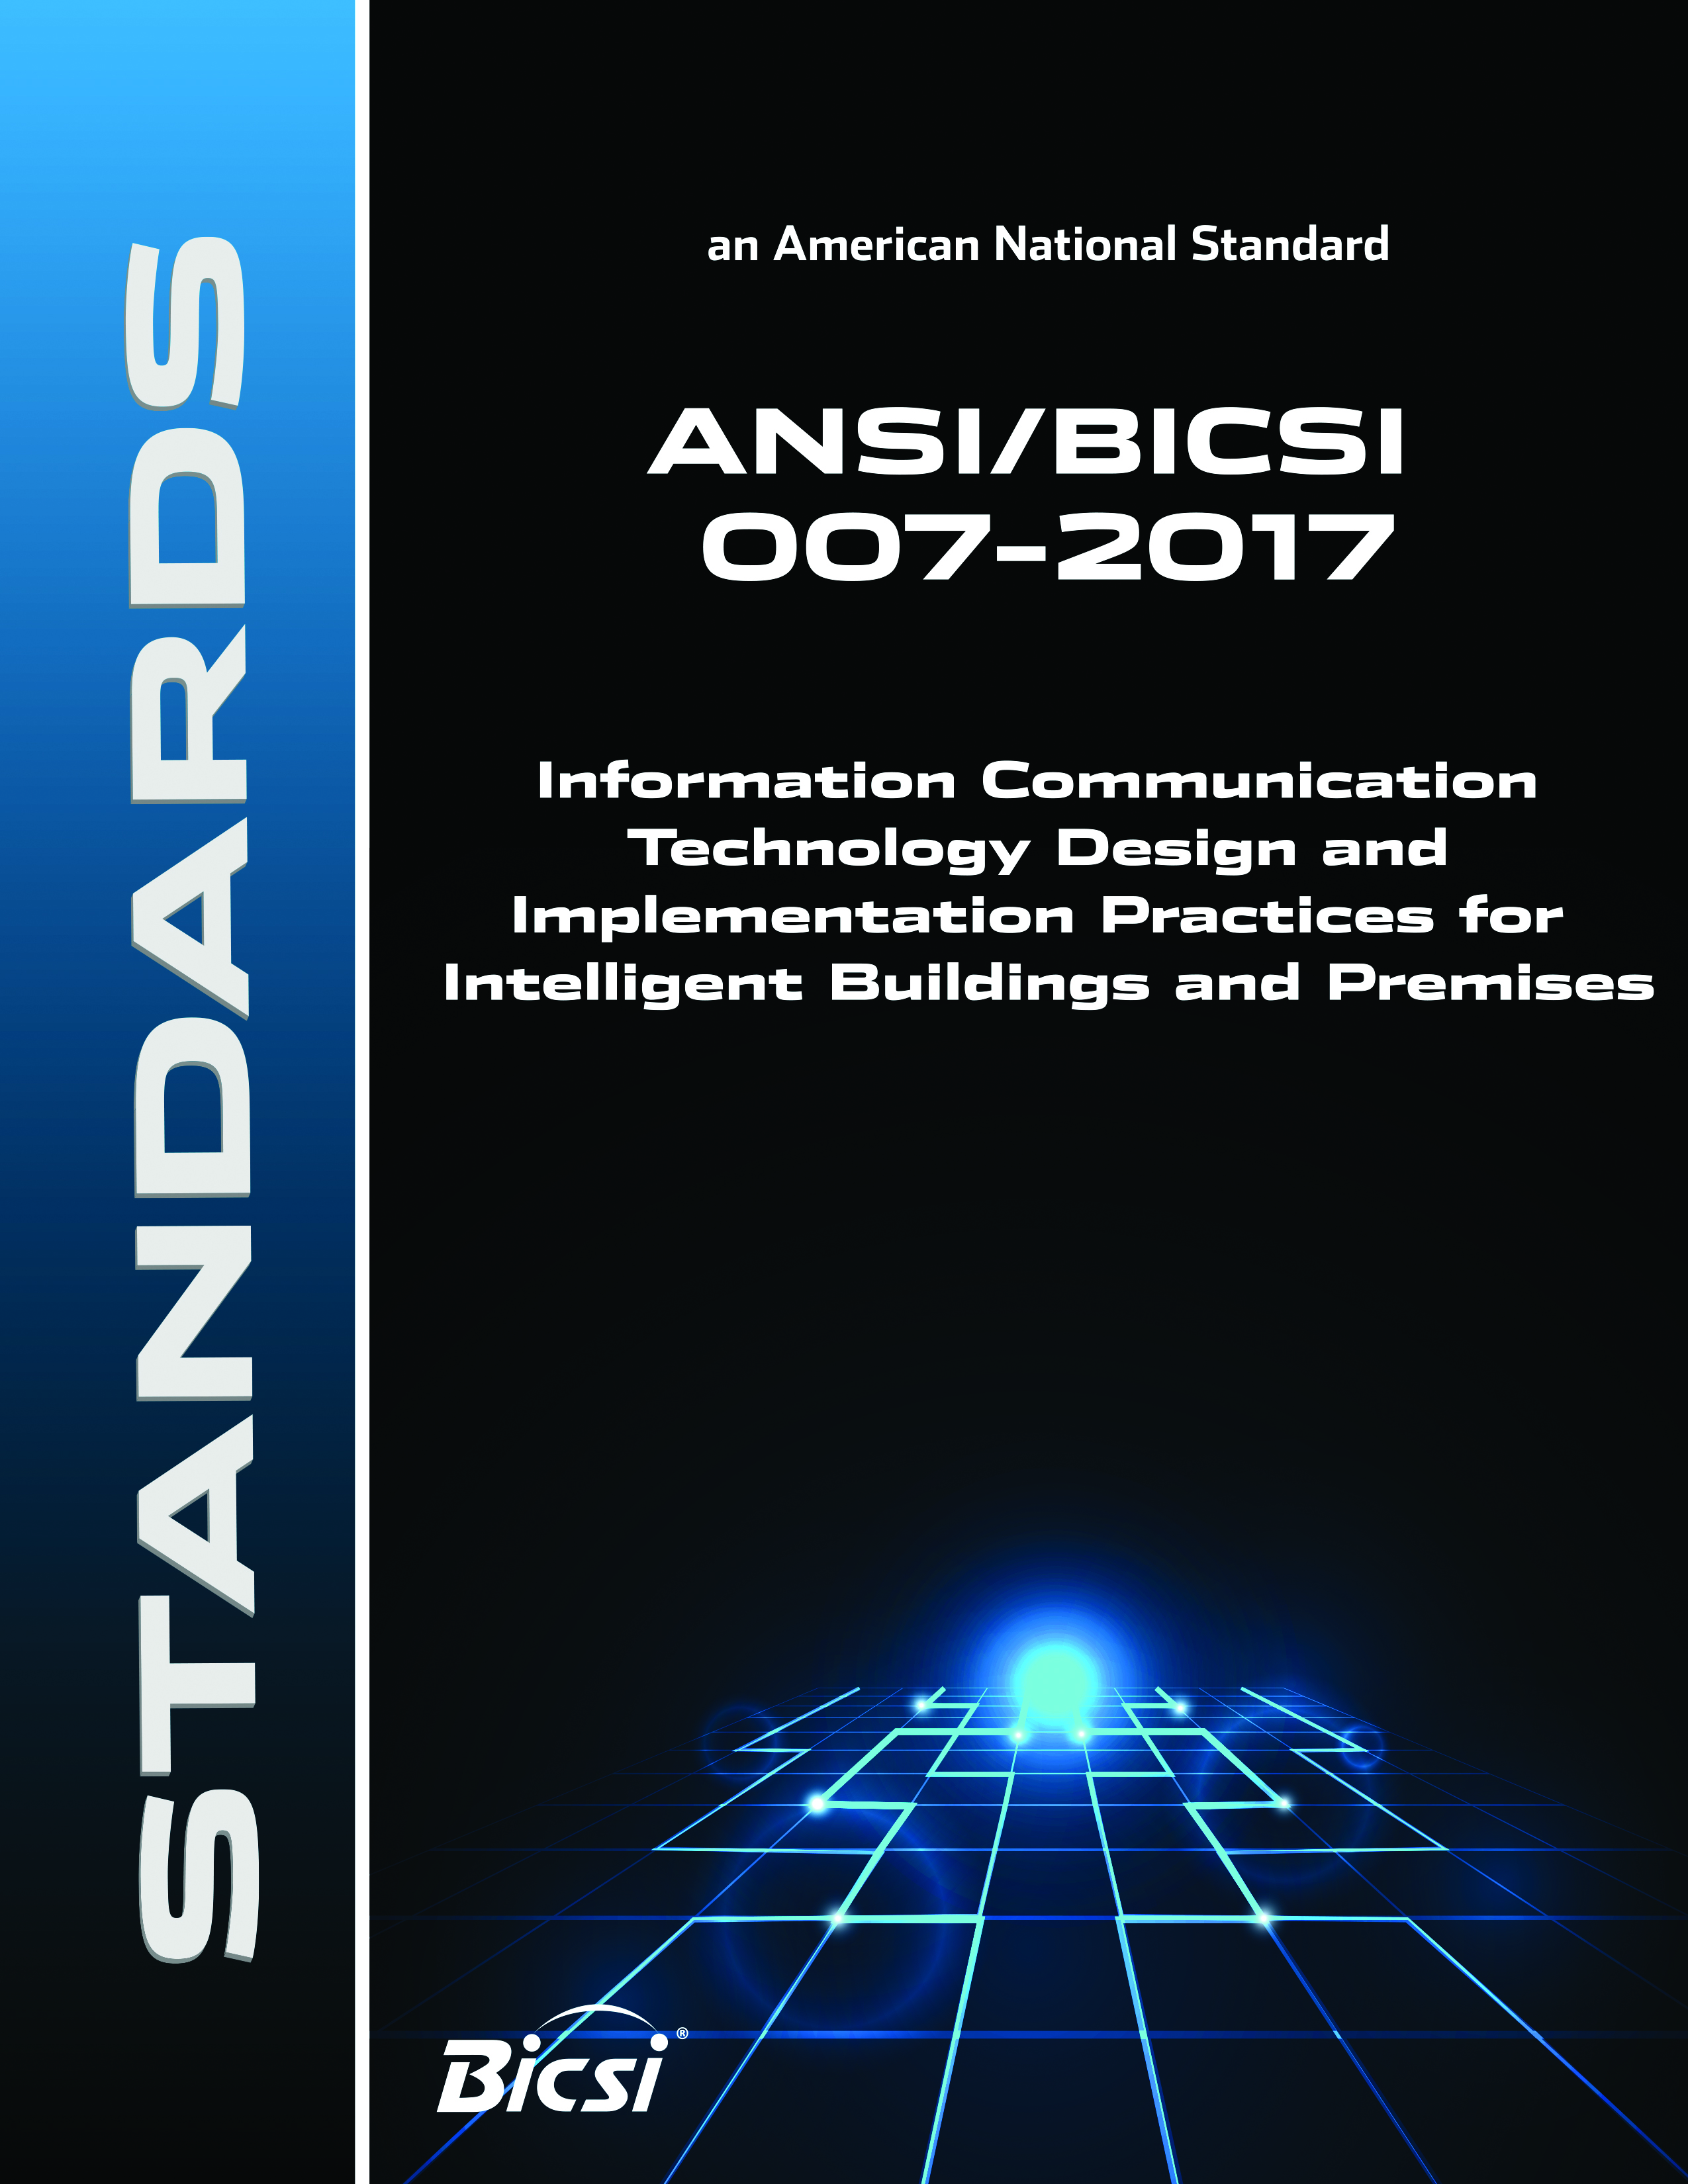 STANDARDS
an American National Standard
ANSI/BICSI
007-2017
Information Communication
Technology Design and
Implementation Practices for
Intelligent Buildings and Premises
Bicsi®